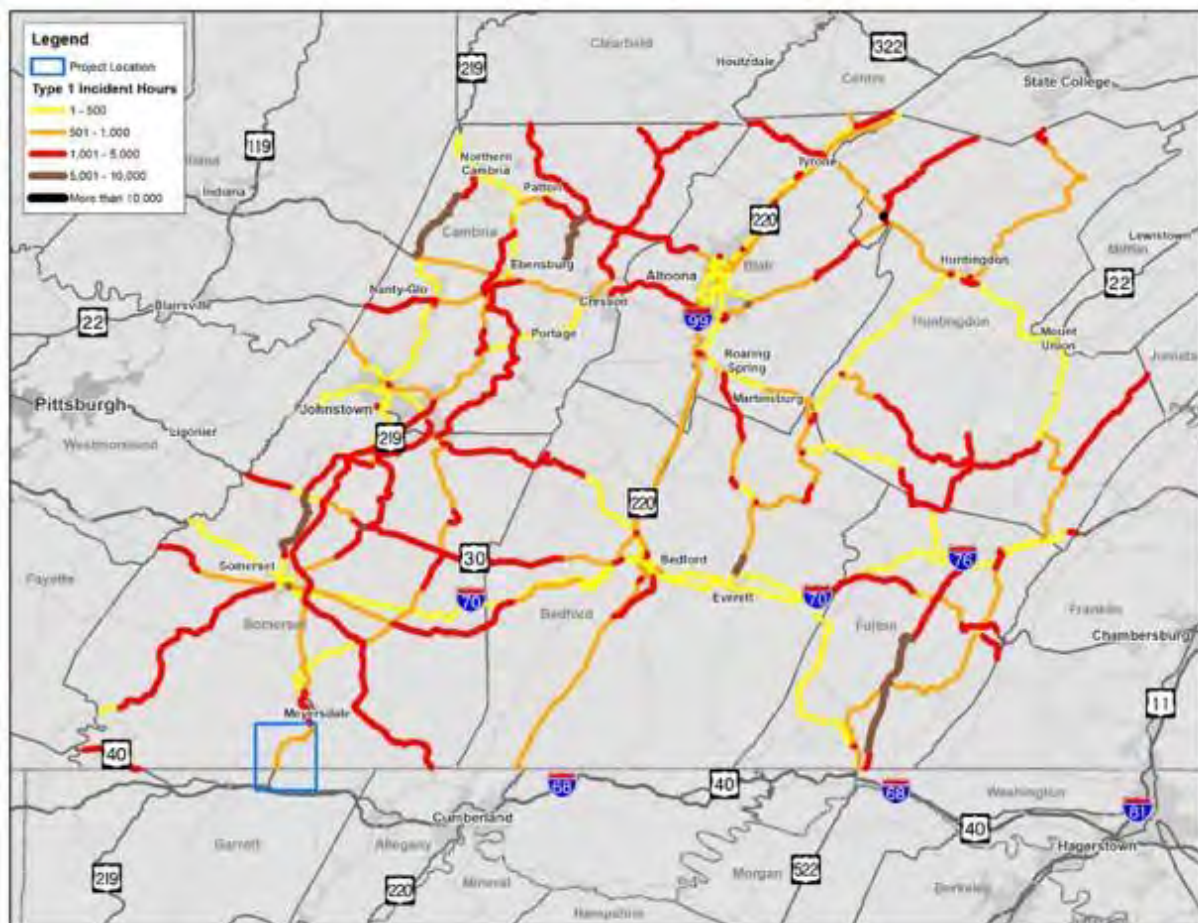 Legend
Project Location
Type 1 Incident Hours
1 - 500
501 - 1,000
1,001 - 5,000
5,001 - 10,000
More than 10,000
219
Clearfield
Houtzdale
322
Centre
State College
119
Indiana
Northern
Cambria
Patton
Tyrone
Cambria
220
Ebensburg
Altoona
Blair
Huntingdon
Lewistown
Mifflin
Nanty-Glo
Cresson
22
Blairsville
22
99
Huntingdon
Portage
Mount
Union
Roaring
Spring
Juniata
Pittsburgh
Johnstown
Martinsburg
Westmoreland
Ligonier
219
220
30
Bedford
76
Somerset
Fayette
70
Everett
70
Somerset
Bedford
Fulton
Franklin
Chambersburg
Meyersdale
11
40
68
40
68
Washington
81
Cumberland
40
Garrett
Allegany
Hagerstown
219
220
Mineral
Morgan
522
Berkeley
Hampshire